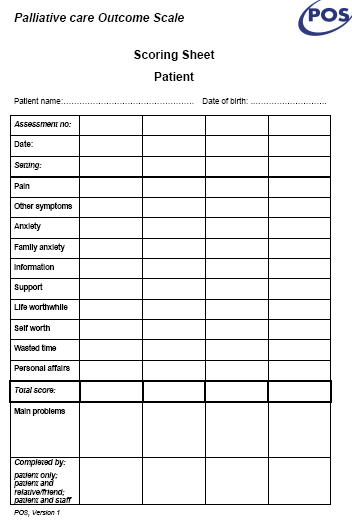 Palliative care Outcome Scale
POS
Scoring Sheet
Patient
Patient name:………………………………………… Date of birth: ……………………….
Assessment no:
Date:
Setting:
Pain
Other symptoms
Anxiety
Family anxiety
Information
Support
Life worthwhile
Self worth
Wasted time
Personal affairs
Total score:
Main problems
Completed by:
patient only;
patient and
relative/friend;
patient and staff
POS, Version 1